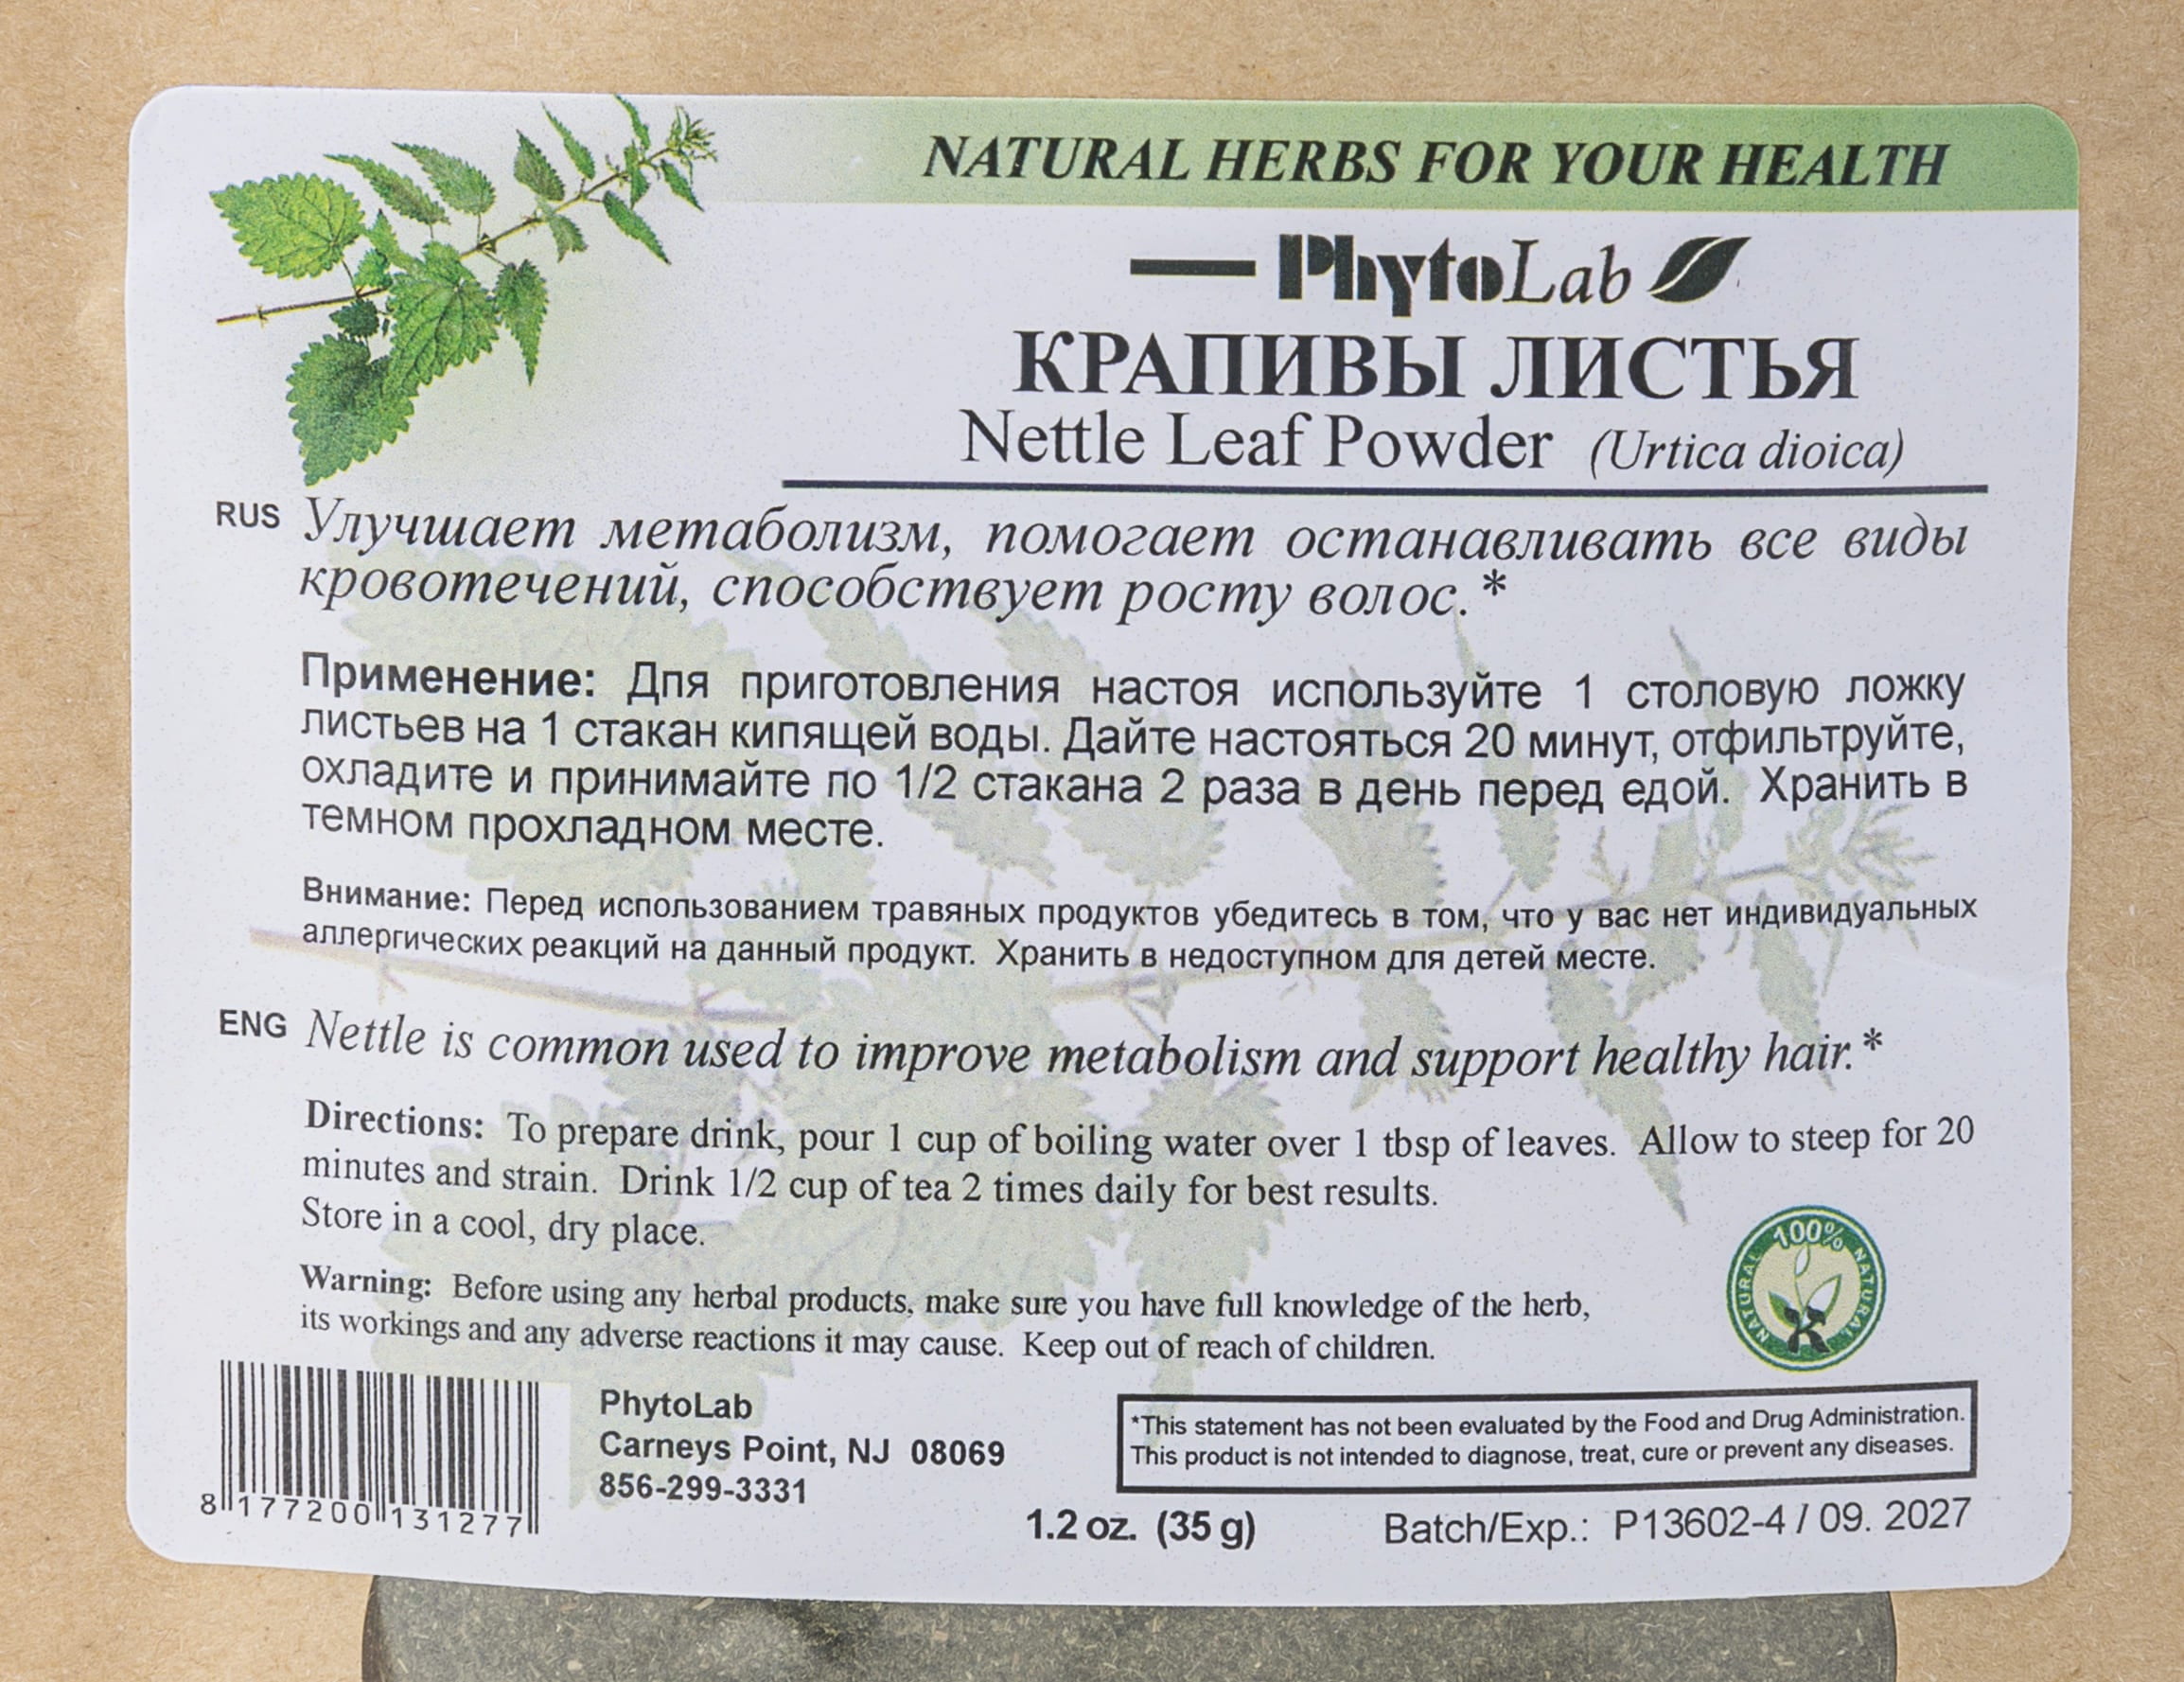 NATURAL HERBS FOR YOUR HEALTH
PhytoLab
КРАПИВЫ ЛИСТЬЯ
Nettle Leaf Powder (Urtica dioica)
RUS Улучшает метаболизм, помогает останавливать все виды
кровотечений, способствует росту волос.*
Применение: Дпя приготовления настоя используйте 1 столовую ложку
листьев на 1 стакан кипящей воды. Дайте настояться 20 минут, отфильтруйте,
охладите и принимайте по 1/2 стакана 2 раза в день перед едой. Хранить в
темном прохладном месте.
Внимание: Перед использованием травяных продуктов убедитесь в том, что у вас нет индивидуальных
аллергических реакций на данный продукт. Хранить в недоступном для детей месте.
ENG Nettle is common used to improve metabolism and support healthy hair.*
Directions: To prepare drink, pour 1 cup of boiling water over 1 tbsp of leaves. Allow to steep for 20
minutes and strain. Drink 1/2 cup of tea 2 times daily for best results.
Store in a cool, dry place.
100% NATURAL NATURAL
Warning: Before using any herbal products, make sure you have full knowledge of the herb,
its workings and any adverse reactions it may cause. Keep out of reach of children.
8 177200 131277
PhytoLab
Carneys Point, NJ 08069
856-299-3331
*This statement has not been evaluated by the Food and Drug Administration.
This product is not intended to diagnose, treat, cure or prevent any diseases.
1.2 oz. (35 g)
Batch/Exp.: P13602-4 / 09. 2027